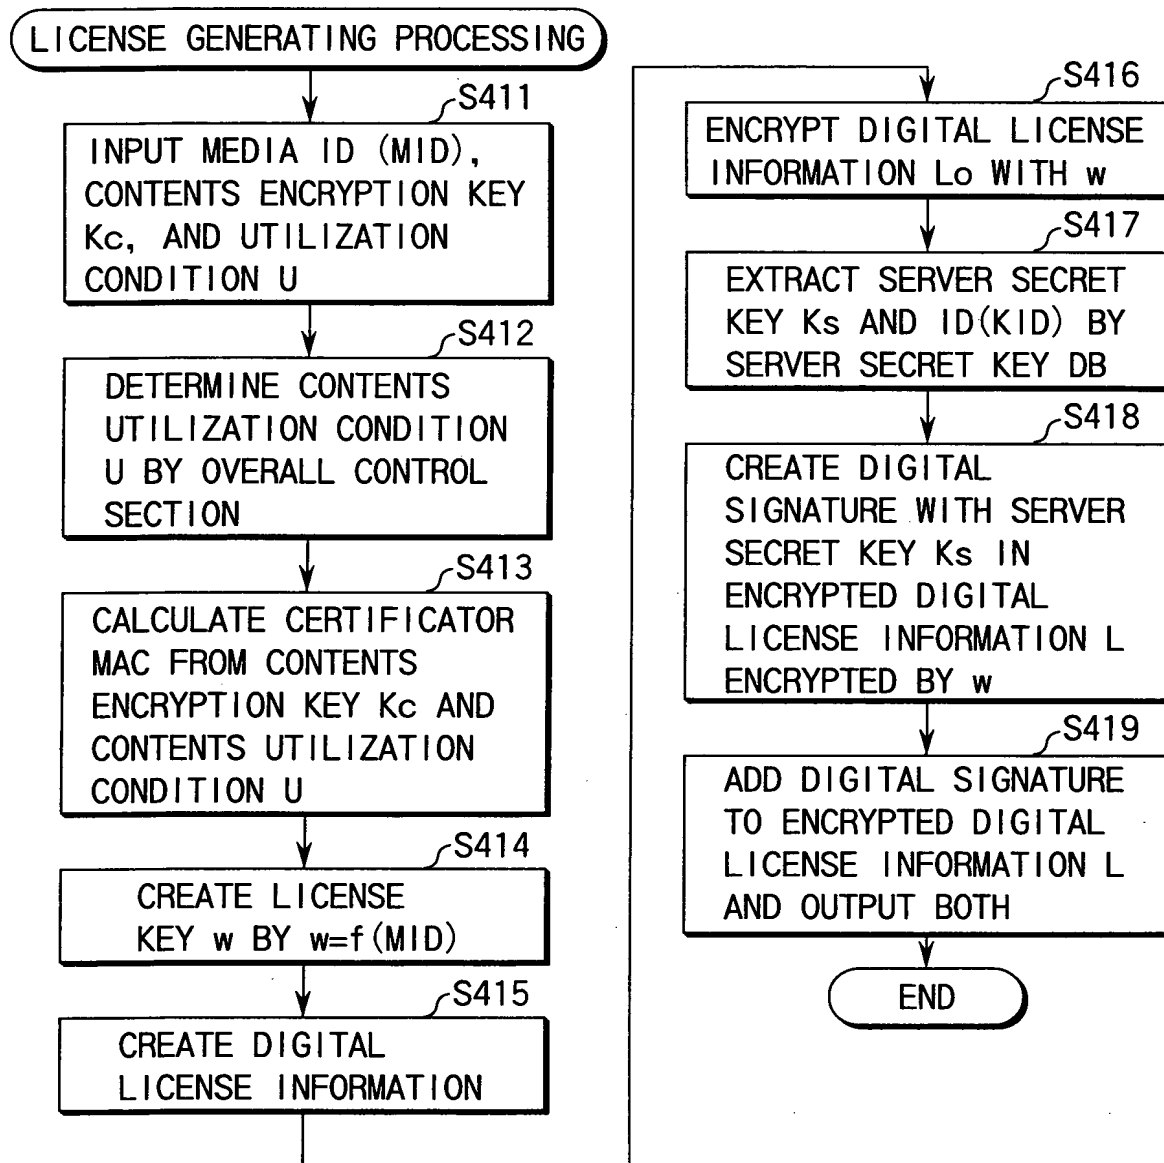 LICENSE GENERATING PROCESSING
S411
INPUT MEDIA ID (MID),
CONTENTS ENCRYPTION KEY
Kc, AND UTILIZATION
CONDITION U
S412
DETERMINE CONTENTS
UTILIZATION CONDITION
U BY OVERALL CONTROL
SECTION
S413
CALCULATE CERTIFICATOR
MAC FROM CONTENTS
ENCRYPTION KEY Kc AND
CONTENTS UTILIZATION
CONDITION U
S414
CREATE LICENSE
KEY w BY w=f(MID)
S415
CREATE DIGITAL
LICENSE INFORMATION
S416
ENCRYPT DIGITAL LICENSE
INFORMATION Lo WITH w
S417
EXTRACT SERVER SECRET
KEY Ks AND ID(KID) BY
SERVER SECRET KEY DB
S418
CREATE DIGITAL
SIGNATURE WITH SERVER
SECRET KEY Ks IN
ENCRYPTED DIGITAL
LICENSE INFORMATION L
ENCRYPTED BY w
S419
ADD DIGITAL SIGNATURE
TO ENCRYPTED DIGITAL
LICENSE INFORMATION L
AND OUTPUT BOTH
END